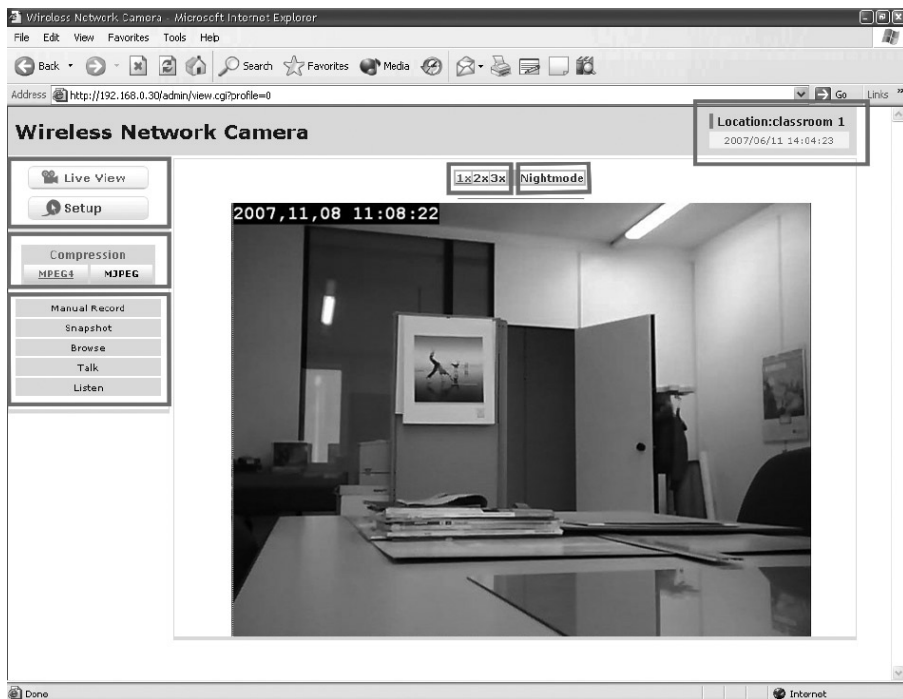 Wireless Network Camera - Microsoft Internet Explorer
File Edit View Favorites Tools Help
Back Search Favorites Media
Address http://192.168.0.30/admin/view.cgi?profile=0 Go Links »
Wireless Network Camera
Location:classroom 1
2007/06/11 14:04:23
Live View
Setup
1x 2x 3x Nightmode
2007,11,08 11:08:22
Compression
MPEG4 MJPEG
Manual Record
Snapshot
Browse
Talk
Listen
Done Internet